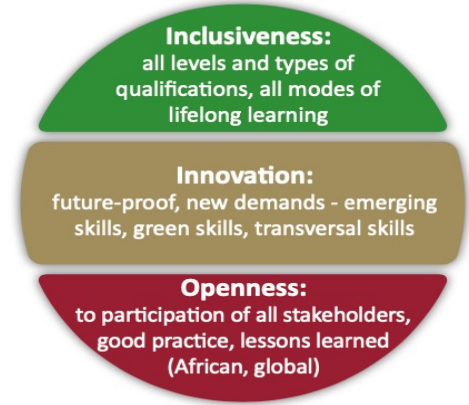 Inclusiveness:
all levels and types of
qualifications, all modes of
lifelong learning
Innovation:
future-proof, new demands - emerging
skills, green skills, transversal skills
Openness:
to participation of all stakeholders,
good practice, lessons learned
(African, global)